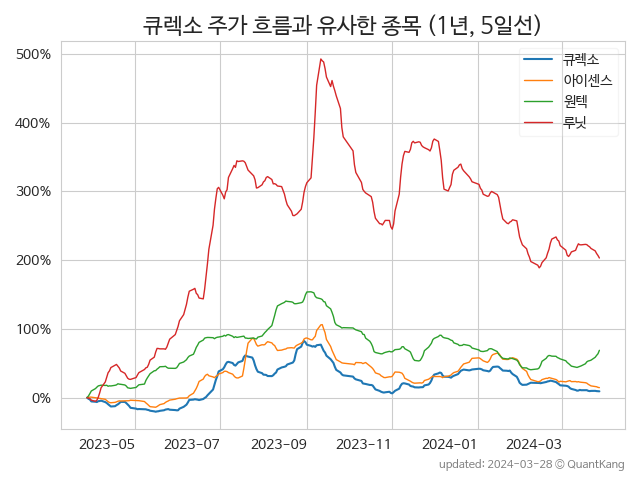 큐렉소 주가 흐름과 유사한 종목 (1년, 5일선)
500%
400%
300%
200%
100%
0%
큐렉소
아이센스
원텍
루닛
2023-05 2023-07 2023-09 2023-11 2024-01 2024-03
updated: 2024-03-28 © QuantKang